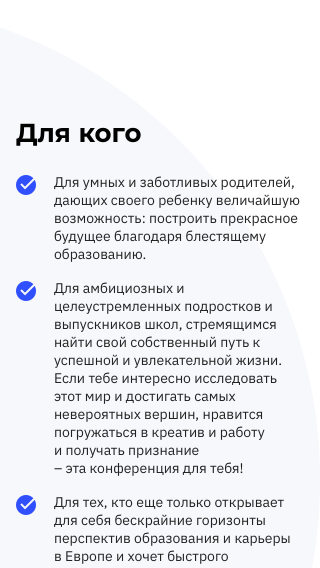 Для кого
Для умных и заботливых родителей,
дающих своего ребенку величайшую
возможность: построить прекрасное
будущее благодаря блестящему
образованию.
Для амбициозных и
целеустремленных подростков и
выпускников школ, стремящимся
найти свой собственный путь к
успешной и увлекательной жизни.
Если тебе интересно исследовать
этот мир и достигать самых
невероятных вершин, нравится
погружаться в креатив и работу
и получать признание
– эта конференция для тебя!
Для тех, кто еще только открывает
для себя бескрайние горизонты
перспектив образования и карьеры
в Европе и хочет быстрого